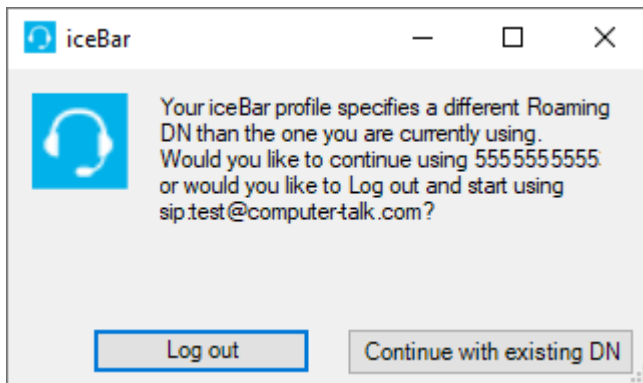 iceBar
Your iceBar profile specifies a different Roaming
DN than the one you are currently using.
Would you like to continue using 5555555555
or would you like to Log out and start using
sip:test@computer-talk.com?
Log out
Continue with existing DN